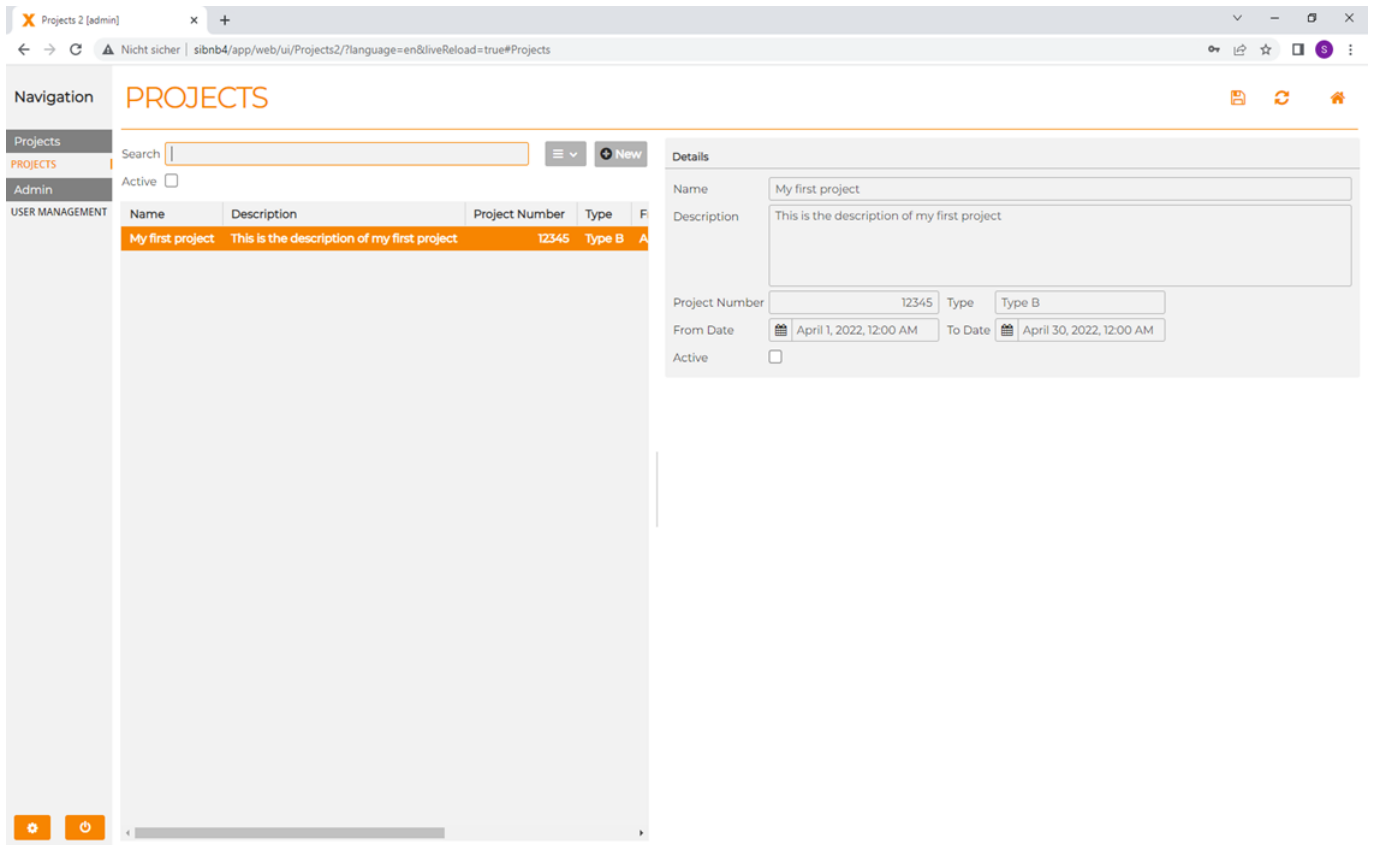 Projects 2 [admin]
Nicht sicher | sibnb4/app/web/ui/Projects2/?language=en&liveReload=true#Projects
S
Navigation
PROJECTS
Projects
PROJECTS
Admin
USER MANAGEMENT
Search
New
Active
Name Description Project Number Type F
My first project This is the description of my first project 12345 Type B A
Details
Name My first project
Description This is the description of my first project
Project Number 12345 Type Type B
From Date April 1, 2022, 12:00 AM To Date April 30, 2022, 12:00 AM
Active